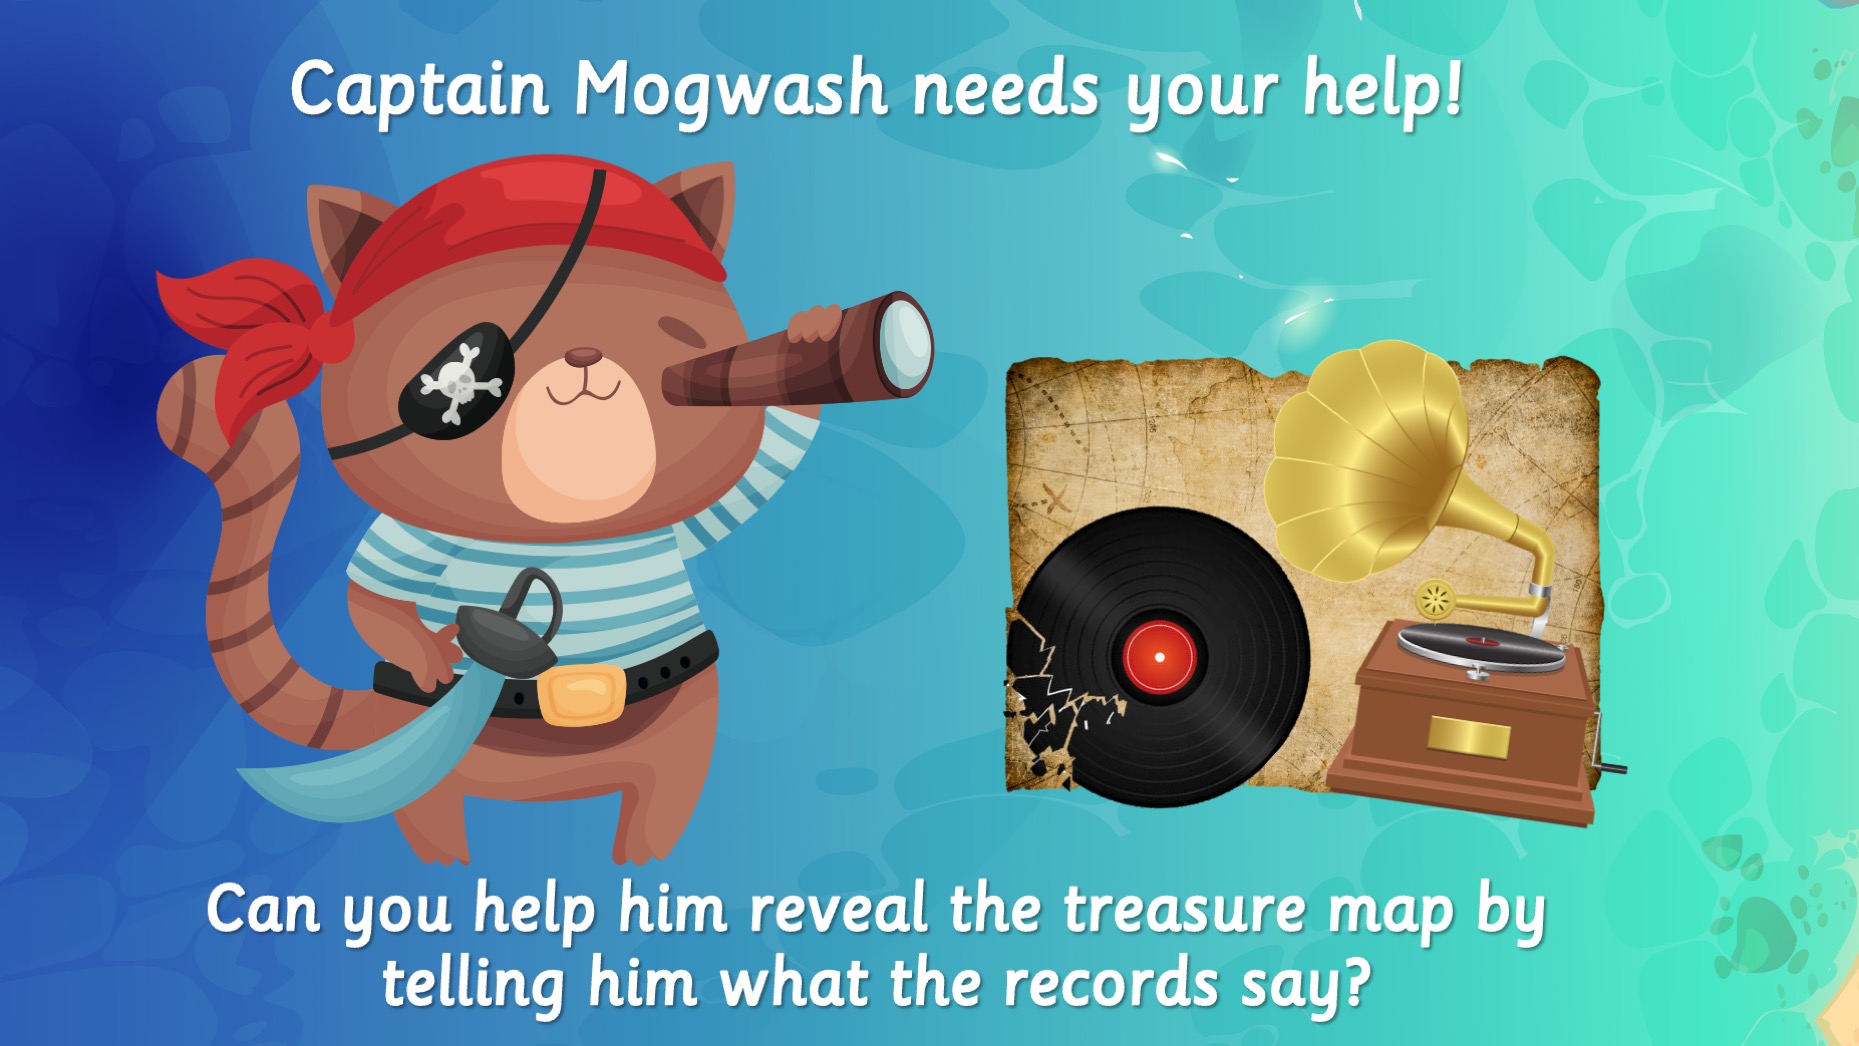 Captain Mogwash needs your help!
Can you help him reveal the treasure map by
telling him what the records say?